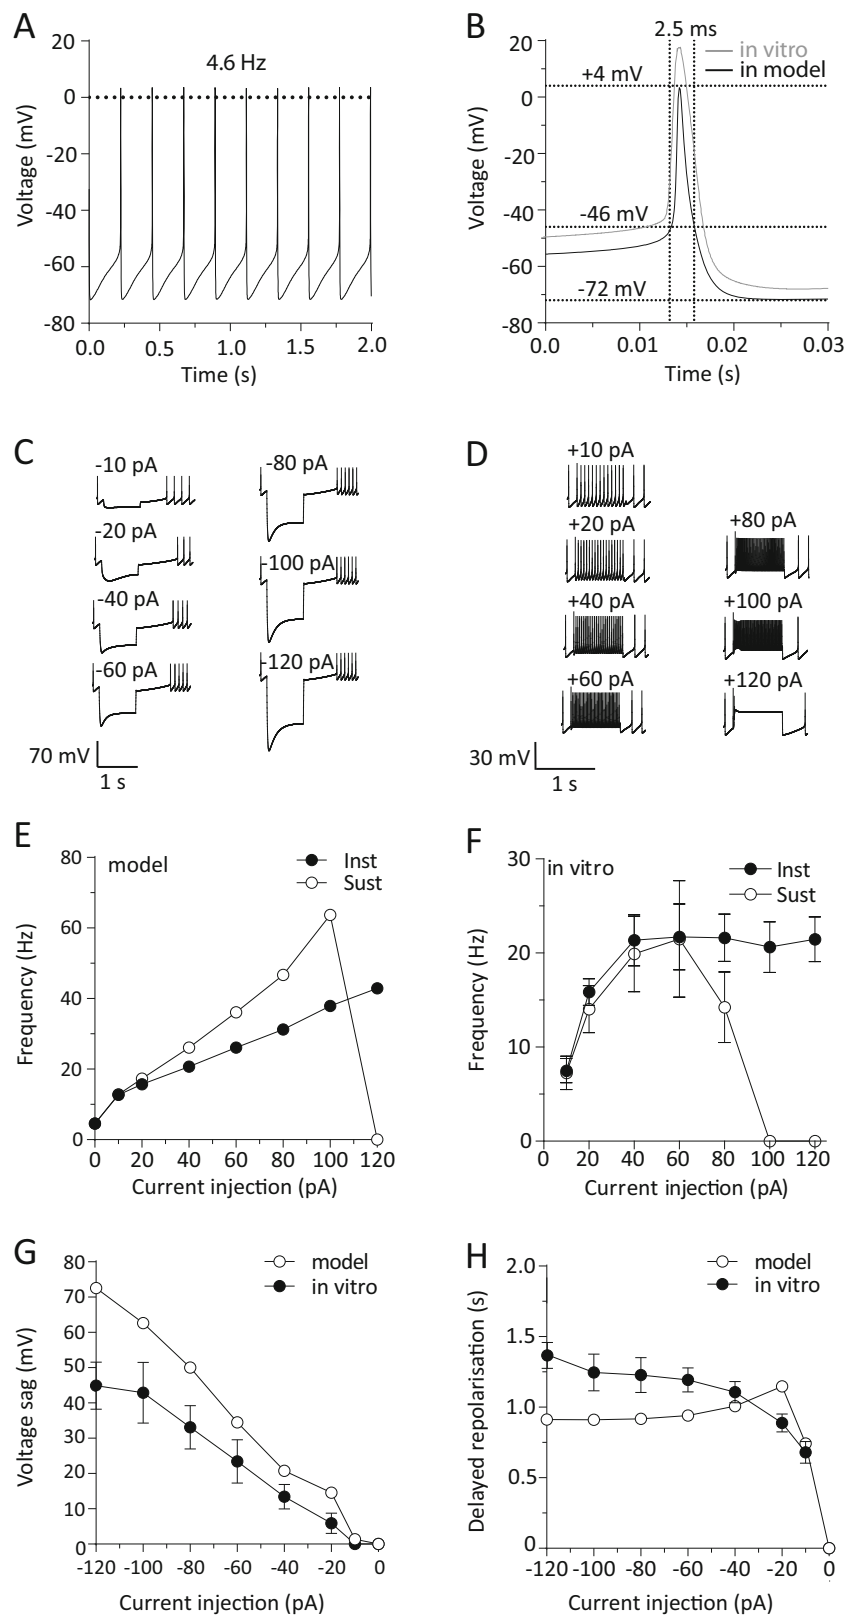 A
20
0
-20
-40
-60
-80
Voltage (mV)
4.6 Hz
0.0 0.5 1.0 1.5 2.0
Time (s)
B
2.5 ms
in vitro
in model
20
0
-20
-40
-60
-80
Voltage (mV)
+4 mV
-46 mV
-72 mV
0.0 0.01 0.02 0.03
Time (s)
C
-10 pA
-20 pA
-40 pA
-60 pA
-80 pA
-100 pA
-120 pA
70 mV
1 s
D
+10 pA
+20 pA
+40 pA
+60 pA
+80 pA
+100 pA
+120 pA
30 mV
1 s
E
model
Inst
Sust
80
60
40
20
0
Frequency (Hz)
0 20 40 60 80 100 120
Current injection (pA)
F
in vitro
Inst
Sust
30
20
10
0
Frequency (Hz)
0 20 40 60 80 100 120
Current injection (pA)
G
model
in vitro
80
70
60
50
40
30
20
10
0
Voltage sag (mV)
-120 -100 -80 -60 -40 -20 0
Current injection (pA)
H
model
in vitro
2.0
1.5
1.0
0.5
0
Delayed repolarisation (s)
-120 -100 -80 -60 -40 -20 0
Current injection (pA)